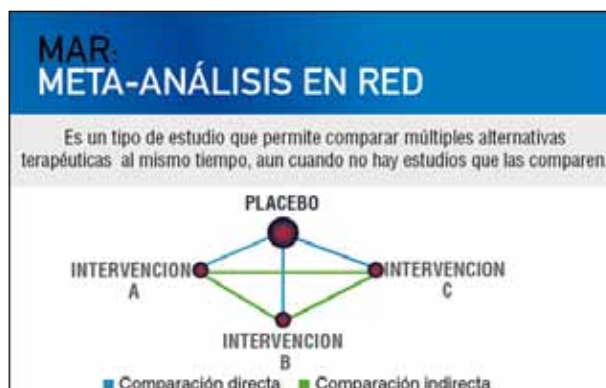 MAR:
META-ANÁLISIS EN RED
Es un tipo de estudio que permite comparar múltiples alternativas
terapéuticas al mismo tiempo, aun cuando no hay estudios que las comparen.
PLACEBO
INTERVENCION
A
INTERVENCION
C
INTERVENCION
B
Comparación directa Comparación indirecta